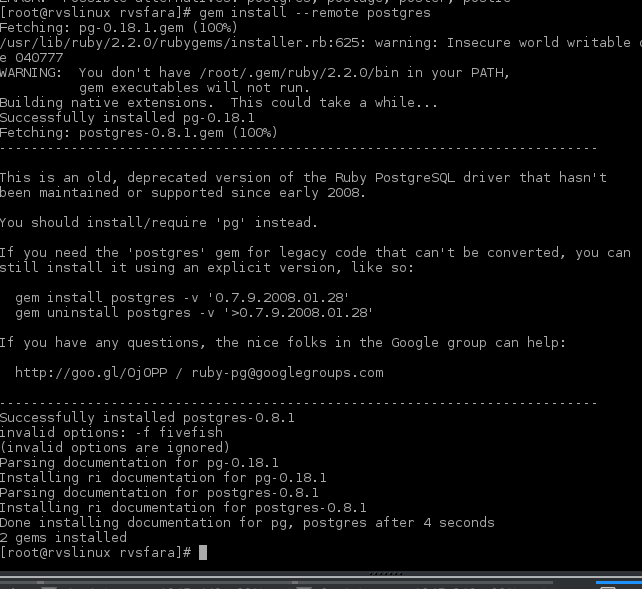 [root@rvslinux rvsfara]# gem install --remote postgres
Fetching: pg-0.18.1.gem (100%)
/usr/lib/ruby/2.2.0/rubygems/installer.rb:625: warning: Insecure world writable
e 040777
WARNING:  You don't have /root/.gem/ruby/2.2.0/bin in your PATH,
          gem executables will not run.
Building native extensions.  This could take a while...
Successfully installed pg-0.18.1
Fetching: postgres-0.8.1.gem (100%)
---------------------------------------------------------------------------
This is an old, deprecated version of the Ruby PostgreSQL driver that hasn't
been maintained or supported since early 2008.
You should install/require 'pg' instead.
If you need the 'postgres' gem for legacy code that can't be converted, you can
still install it using an explicit version, like so:
  gem install postgres -v '0.7.9.2008.01.28'
  gem uninstall postgres -v '>0.7.9.2008.01.28'
If you have any questions, the nice folks in the Google group can help:
  http://goo.gl/OjOPP / ruby-pg@googlegroups.com
---------------------------------------------------------------------------
Successfully installed postgres-0.8.1
invalid options: -f fivefish
(invalid options are ignored)
Parsing documentation for pg-0.18.1
Installing ri documentation for pg-0.18.1
Parsing documentation for postgres-0.8.1
Installing ri documentation for postgres-0.8.1
Done installing documentation for pg, postgres after 4 seconds
2 gems installed
[root@rvslinux rvsfara]#